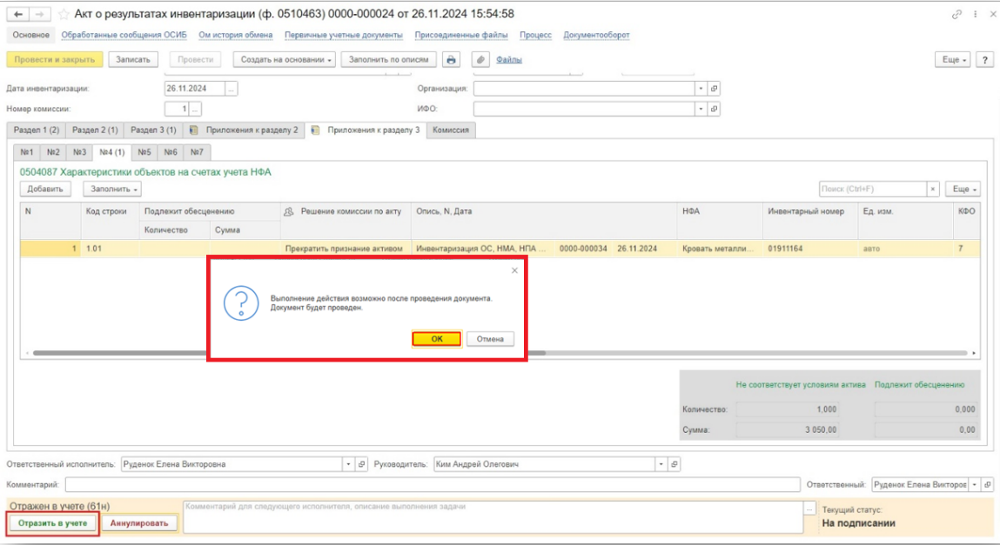 Акт о результатах инвентаризации (ф. 0510463) 0000-000024 от 26.11.2024 15:54:58
Основное Обработанные сообщения ОСИБ Ом история обмена Первичные учетные документы Присоединенные файлы Процесс Документооборот
Провести и закрыть Записать Провести Создать на основании Заполнить по описям Файлы Еще ?
Дата инвентаризации: 26.11.2024 ... Организация:
Номер комиссии: 1 ... ИФО:
Раздел 1 (2) Раздел 2 (1) Раздел 3 (1) Приложения к разделу 2 Приложения к разделу 3 Комиссия
№1 №2 №3 №4 (1) №5 №6 №7
0504087 Характеристики объектов на счетах учета НФА
Добавить Заполнить Поиск (Ctrl+F) × Еще
N Код строки Подлежит обесценению Решение комиссии по акту Опись, N, Дата НФА Инвентарный номер Ед. изм. КФО
Количество Сумма
1 1.01 Прекратить признание активом Инвентаризация ОС, НМА, НПА ... 0000-000034 26.11.2024 Кровать металли... 01911164 авто 7
Выполнение действия возможно после проведения документа.
Документ будет проведен.
OK Отмена
Не соответствует условиям актива Подлежит обесценению
Количество: 1,000 0,000
Сумма: 3 050,00 0,00
Ответственный исполнитель: Руденок Елена Викторовна Руководитель: Ким Андрей Олегович
Комментарий: Ответственный: Руденок Елена Викторов
Отражен в учете (61н) Комментарий для следующего исполнителя, описание выполнения задачи ... Текущий статус:
Отразить в учете Аннулировать На подписании